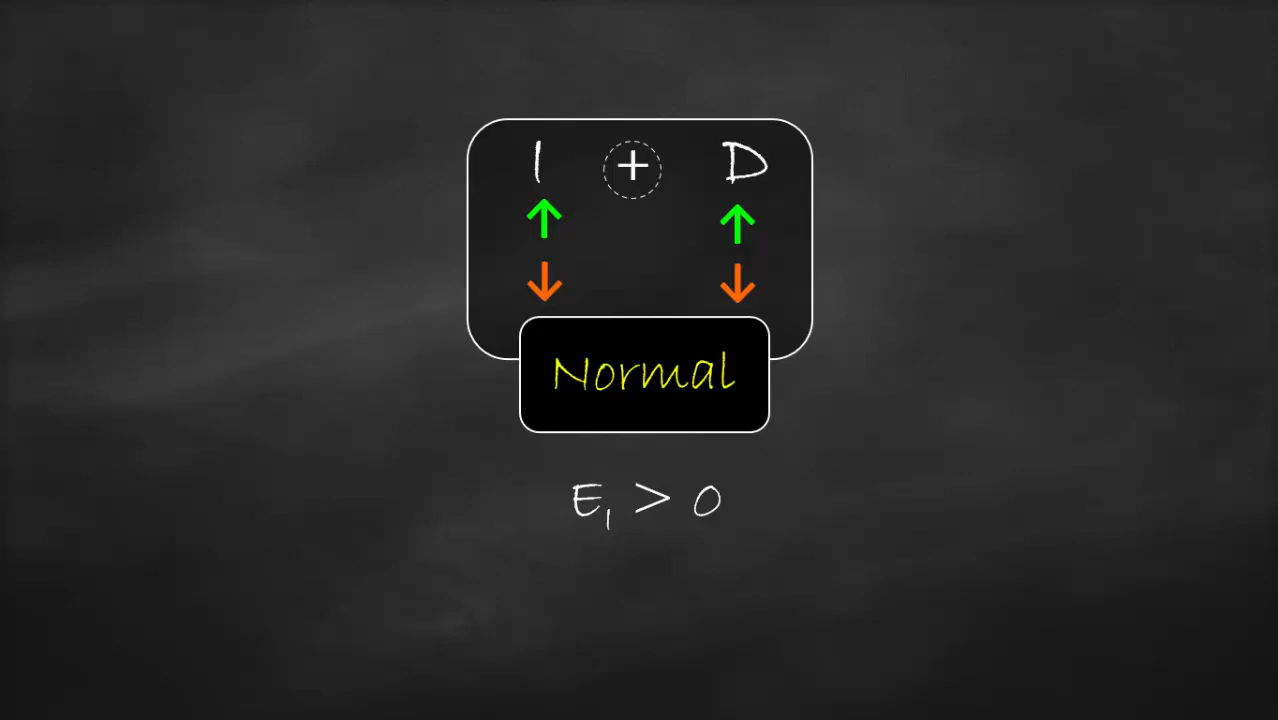 I + D
↑ ↑
↓ ↓
Normal
E₁ > 0